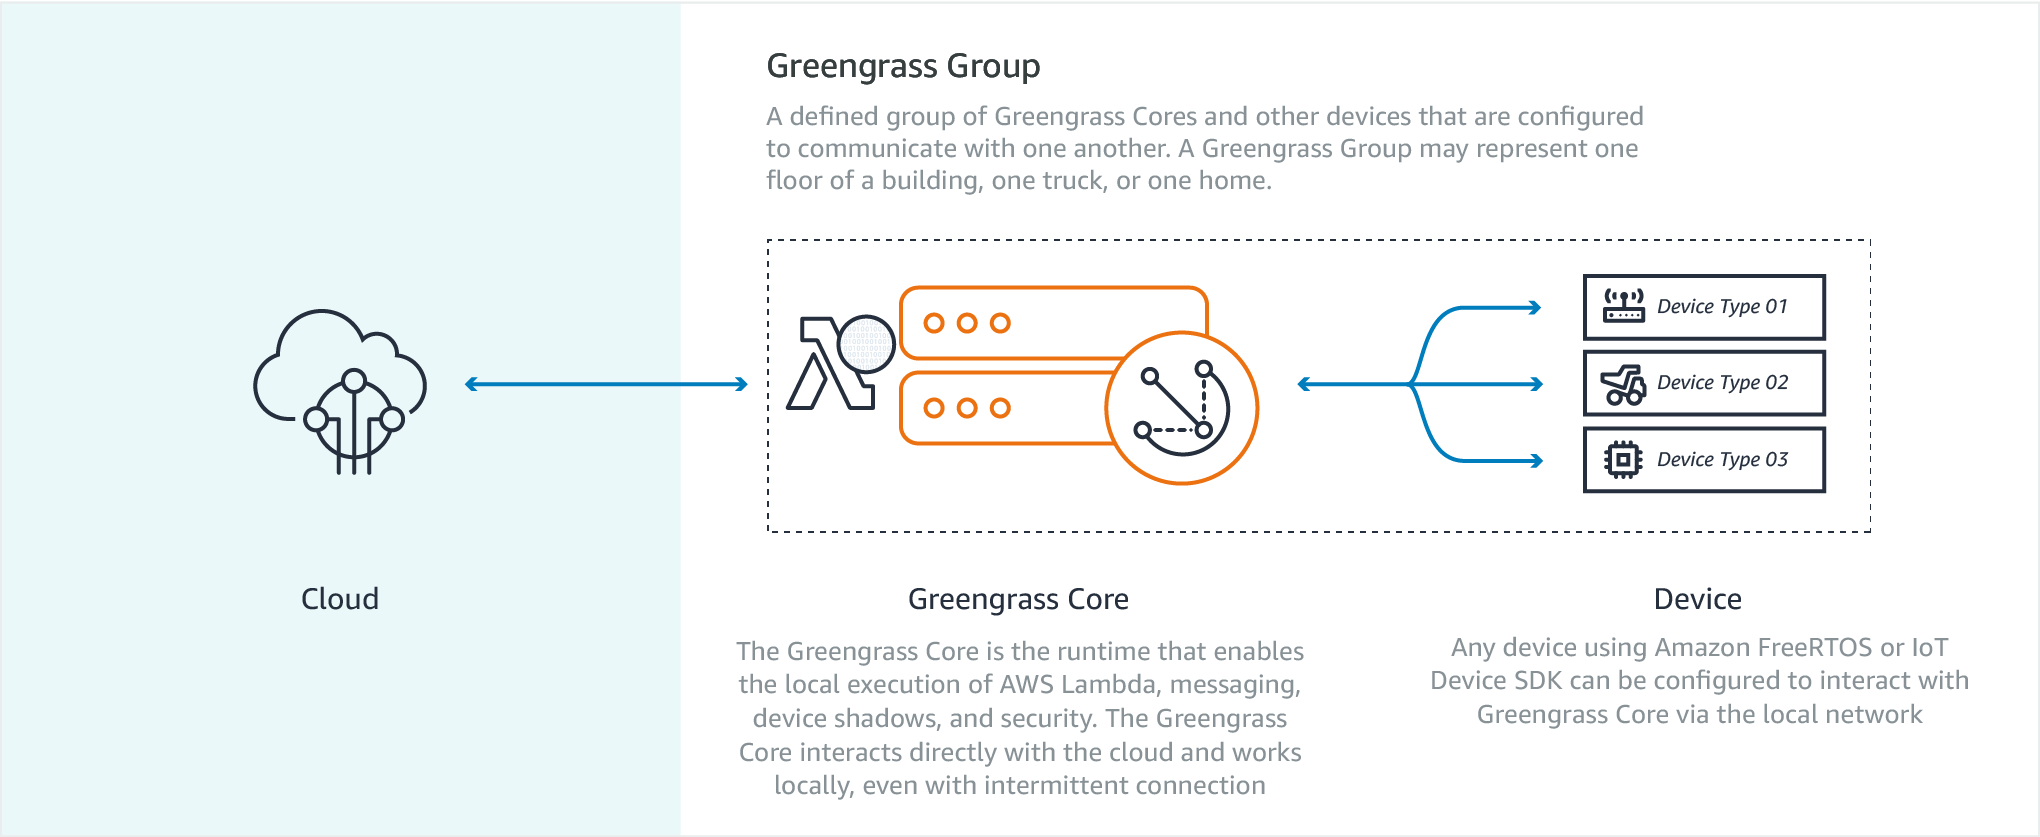 Greengrass Group
A defined group of Greengrass Cores and other devices that are configured
to communicate with one another. A Greengrass Group may represent one
floor of a building, one truck, or one home.
Device Type 01
Device Type 02
Device Type 03
Cloud
Greengrass Core
The Greengrass Core is the runtime that enables
the local execution of AWS Lambda, messaging,
device shadows, and security. The Greengrass
Core interacts directly with the cloud and works
locally, even with intermittent connection
Device
Any device using Amazon FreeRTOS or IoT
Device SDK can be configured to interact with
Greengrass Core via the local network